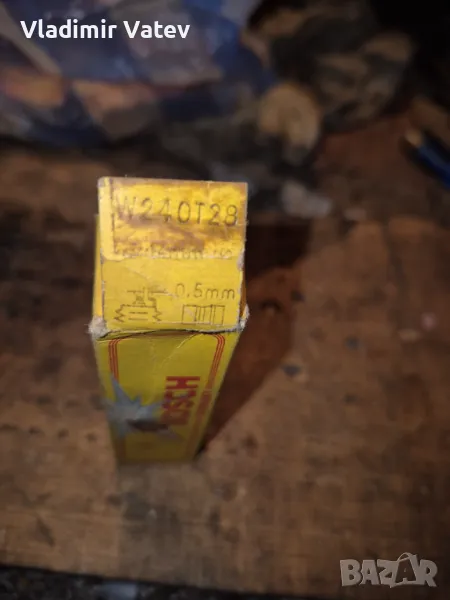 Vladimir Vatev
W240T28
0,5mm
BOSCH
BAZAR